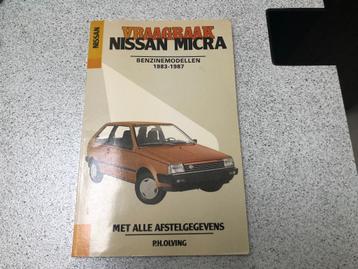 NISSAN
VRAAGBAAK
NISSAN MICRA
BENZINEMODELLEN
1983-1987
MET ALLE AFSTELGEGEVENS
P.H.OLVING